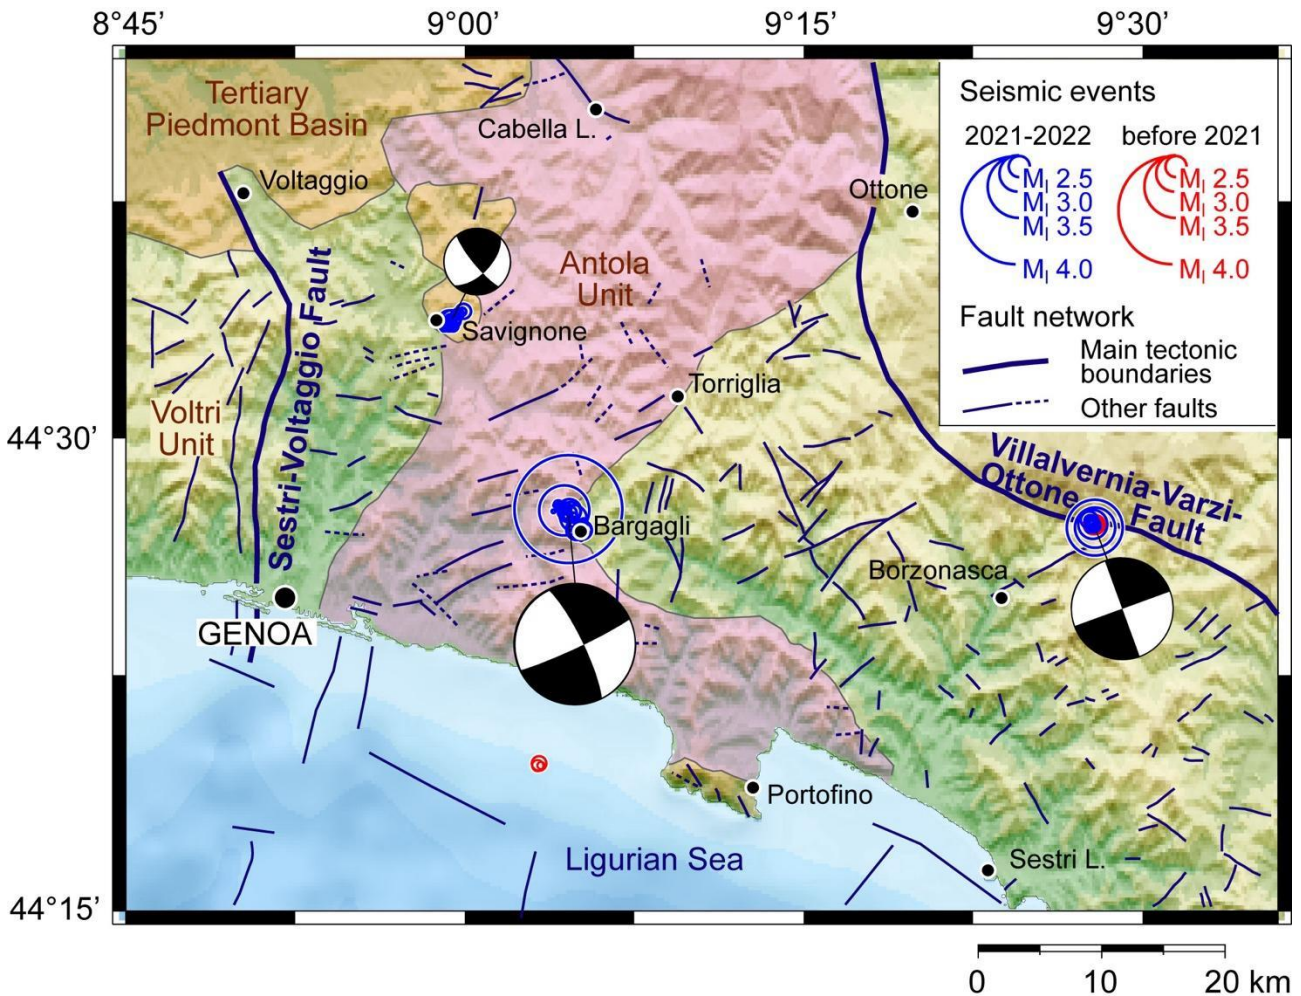 8°45’
9°00’
9°15’
9°30’
Tertiary
Piedmont Basin
Cabella L.
Voltaggio
Ottone
Antola
Unit
Savignone
Torriglia
Voltri
Unit
Sestri-Voltaggio Fault
44°30’
Villalvernia-Varzi-
Ottone
Fault
Bargagli
Borzonasca
GENOA
Portofino
Ligurian Sea
Sestri L.
44°15’
Seismic events
2021-2022 before 2021
Ml 2.5 Ml 2.5
Ml 3.0 Ml 3.0
Ml 3.5 Ml 3.5
Ml 4.0 Ml 4.0
Fault network
Main tectonic
boundaries
Other faults
0 10 20 km